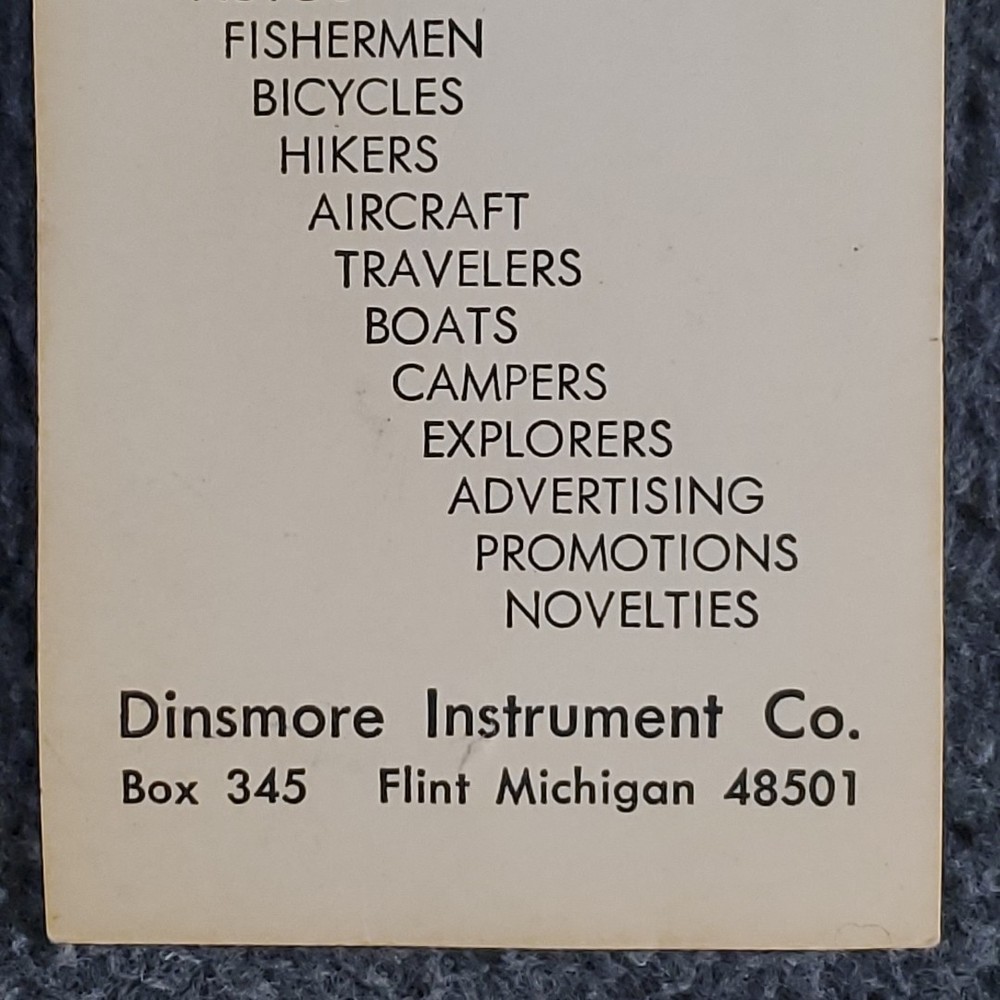 FISHERMEN
BICYCLES
HIKERS
AIRCRAFT
TRAVELERS
BOATS
CAMPERS
EXPLORERS
ADVERTISING
PROMOTIONS
NOVELTIES
Dinsmore Instrument Co.
Box 345 Flint Michigan 48501